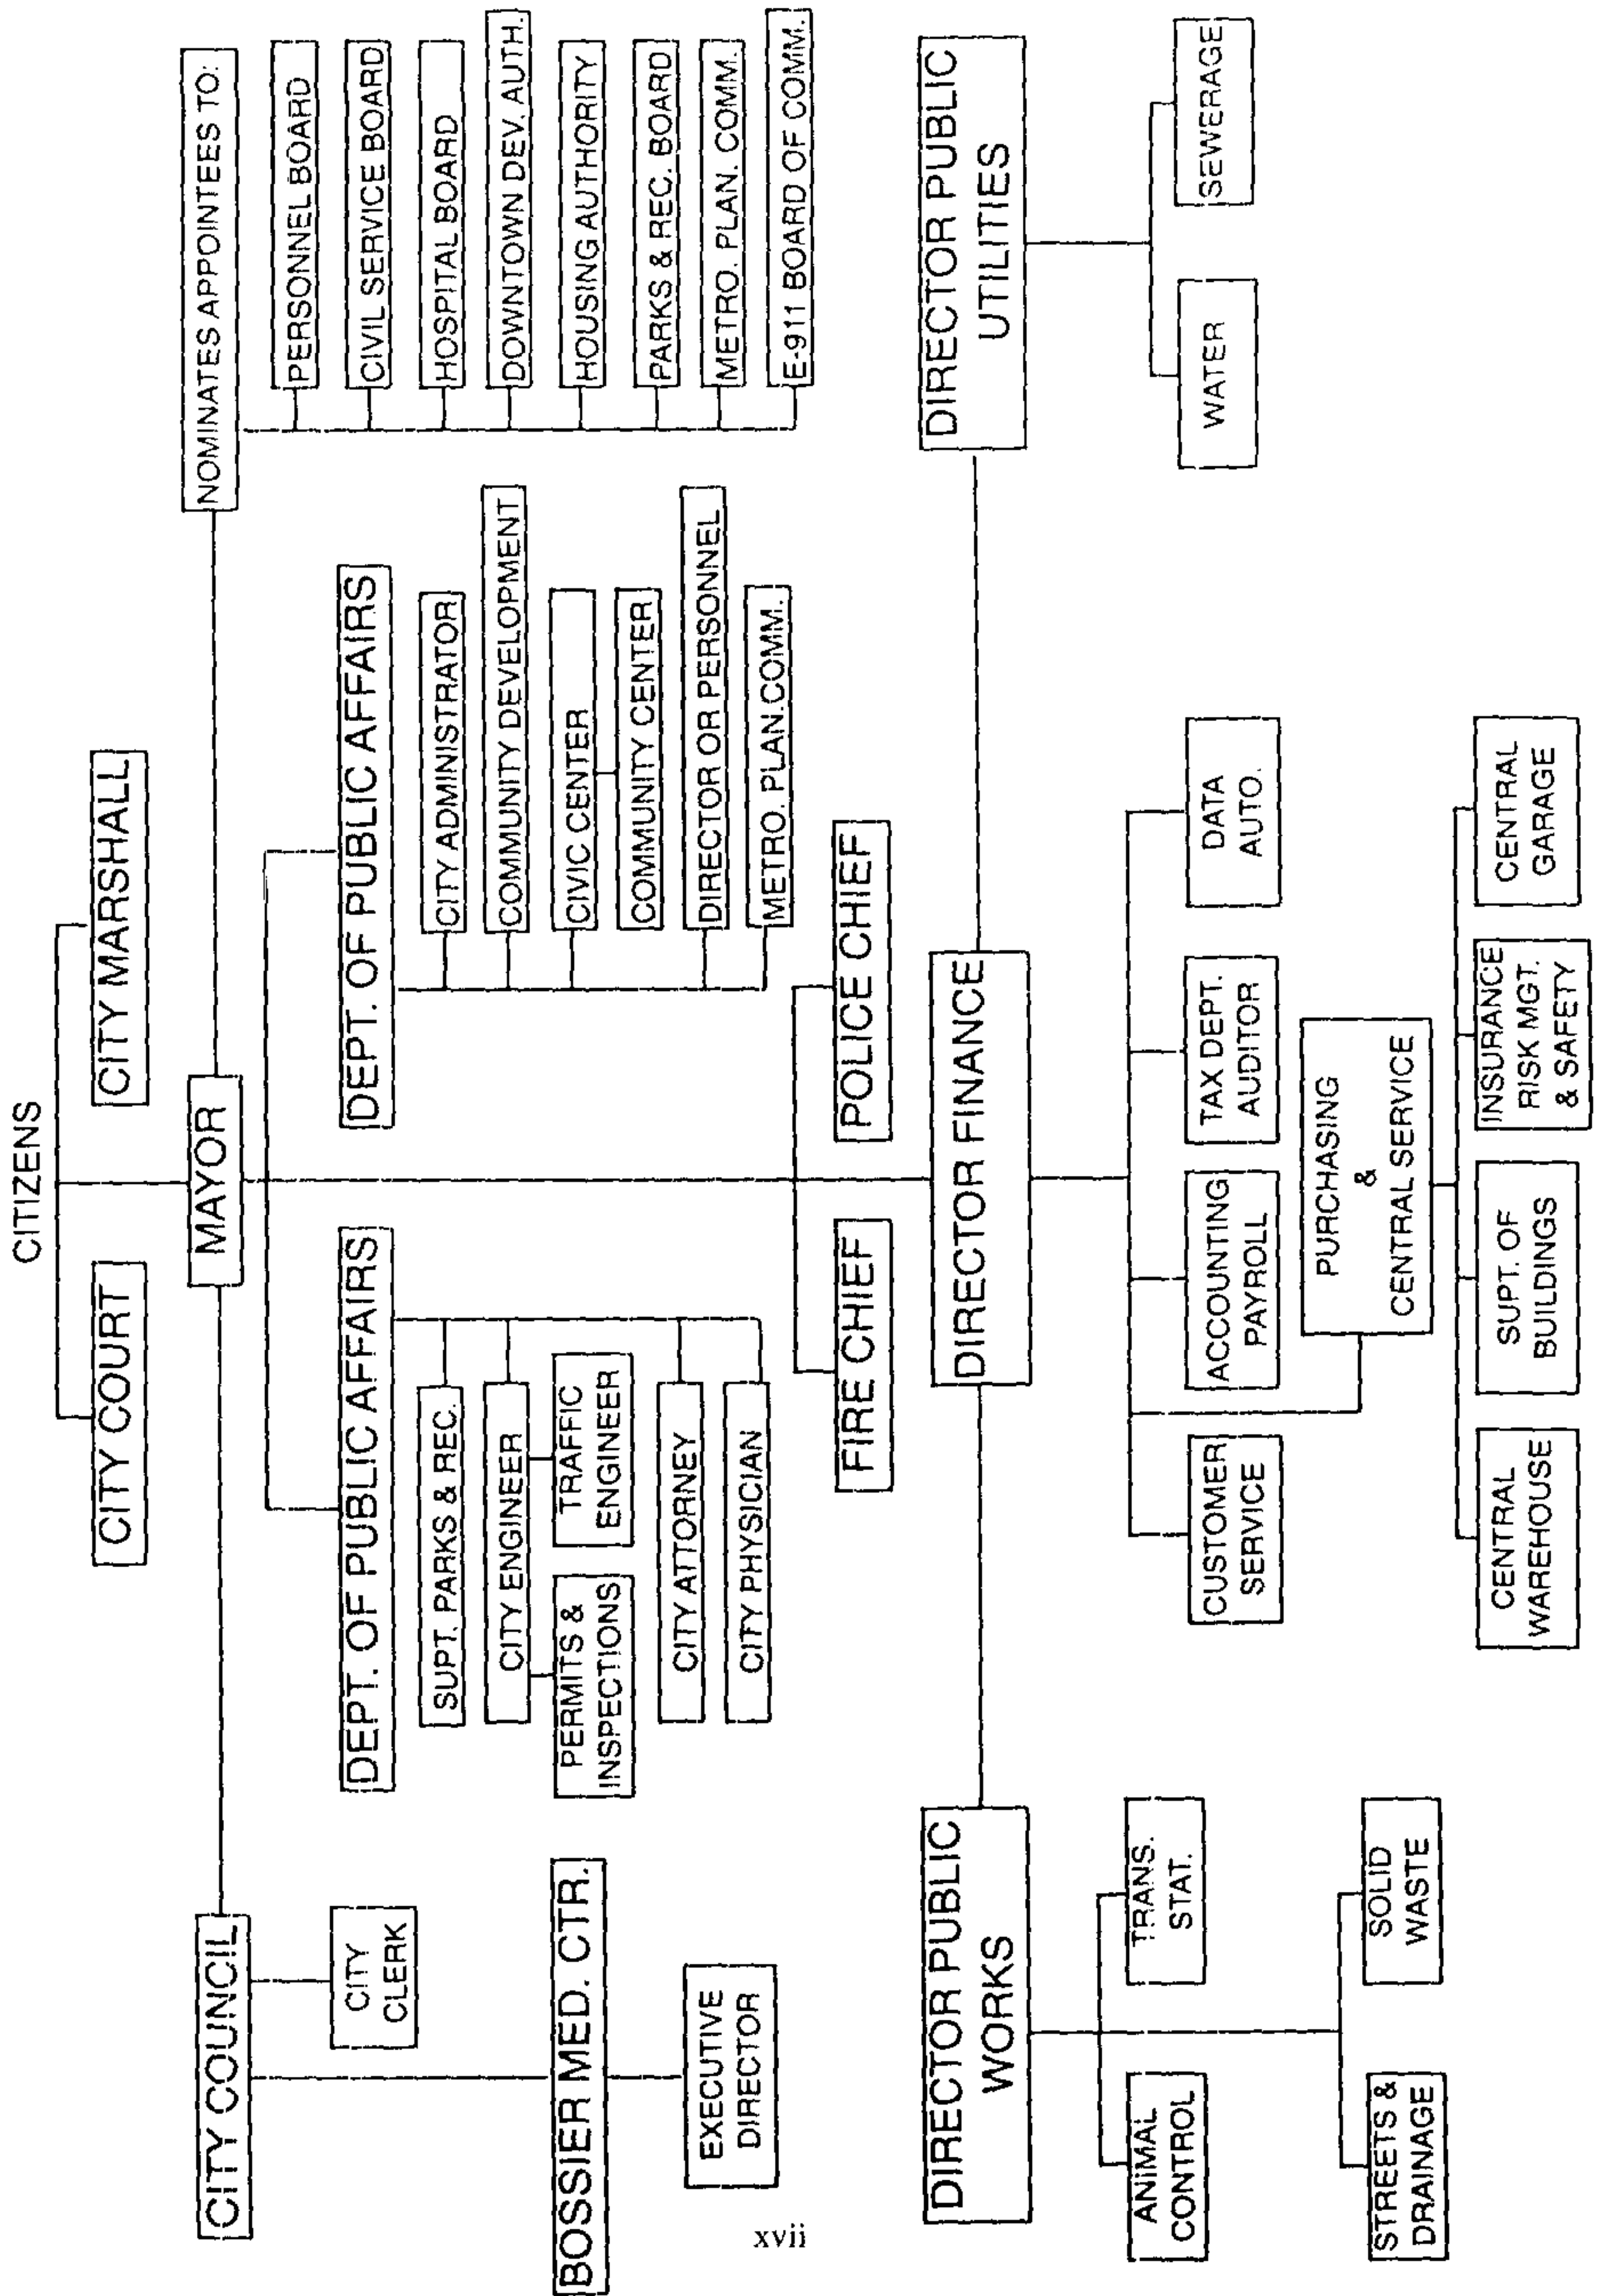 CITIZENS
CITY COURT
CITY MARSHALL
CITY COUNCIL
MAYOR
NOMINATES APPOINTEES TO:
CITY
CLERK
BOSSIER MED. CTR.
EXECUTIVE
DIRECTOR
DEPT. OF PUBLIC AFFAIRS
SUPT. PARKS & REC.
CITY ENGINEER
PERMITS &
INSPECTIONS
TRAFFIC
ENGINEER
CITY ATTORNEY
CITY PHYSICIAN
DEPT. OF PUBLIC AFFAIRS
CITY ADMINISTRATOR
COMMUNITY DEVELOPMENT
CIVIC CENTER
COMMUNITY CENTER
DIRECTOR OR PERSONNEL
METRO. PLAN.COMM.
PERSONNEL BOARD
CIVIL SERVICE BOARD
HOSPITAL BOARD
DOWNTOWN DEV. AUTH.
HOUSING AUTHORITY
PARKS & REC. BOARD
METRO. PLAN. COMM.
E-911 BOARD OF COMM.
FIRE CHIEF
POLICE CHIEF
DIRECTOR PUBLIC
WORKS
ANIMAL
CONTROL
TRANS.
STAT.
STREETS &
DRAINAGE
SOLID
WASTE
DIRECTOR FINANCE
CUSTOMER
SERVICE
ACCOUNTING
PAYROLL
TAX DEPT.
AUDITOR
DATA
AUTO.
PURCHASING
&
CENTRAL SERVICE
CENTRAL
WAREHOUSE
SUPT. OF
BUILDINGS
INSURANCE
RISK MGT.
& SAFETY
CENTRAL
GARAGE
DIRECTOR PUBLIC
UTILITIES
WATER
SEWERAGE
xvii